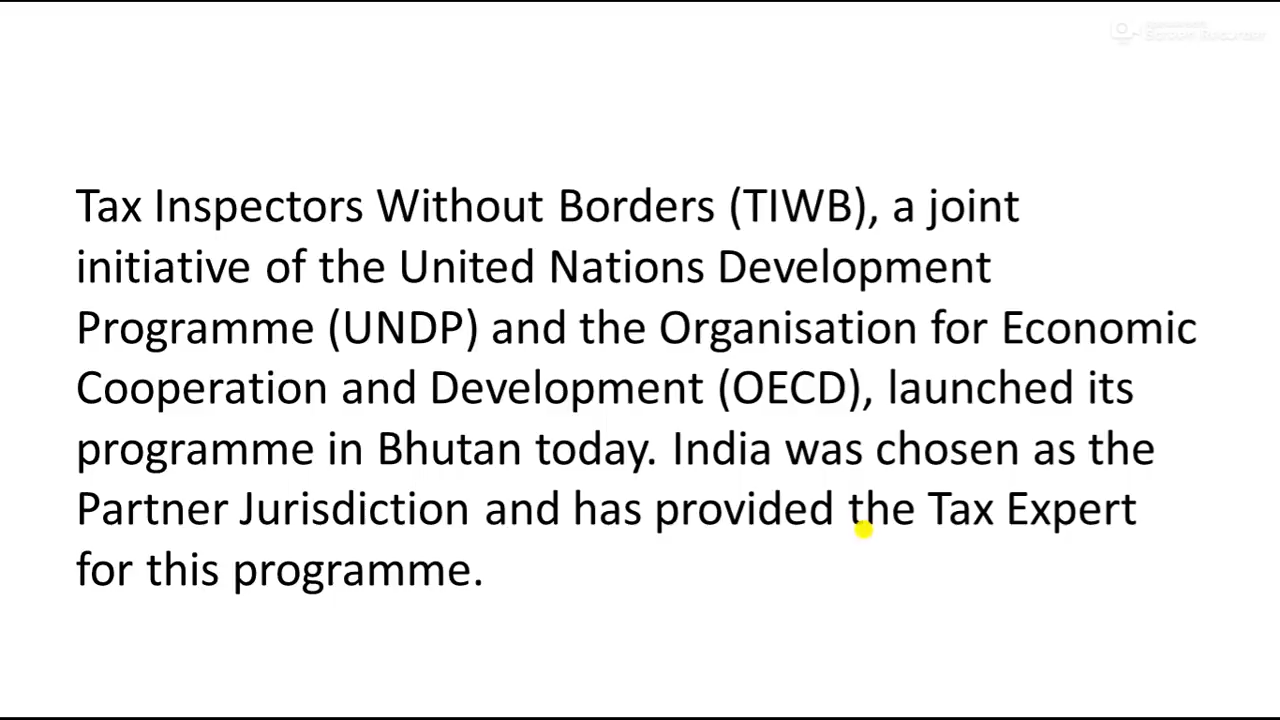 Screen Recorder
Tax Inspectors Without Borders (TIWB), a joint
initiative of the United Nations Development
Programme (UNDP) and the Organisation for Economic
Cooperation and Development (OECD), launched its
programme in Bhutan today. India was chosen as the
Partner Jurisdiction and has provided the Tax Expert
for this programme.